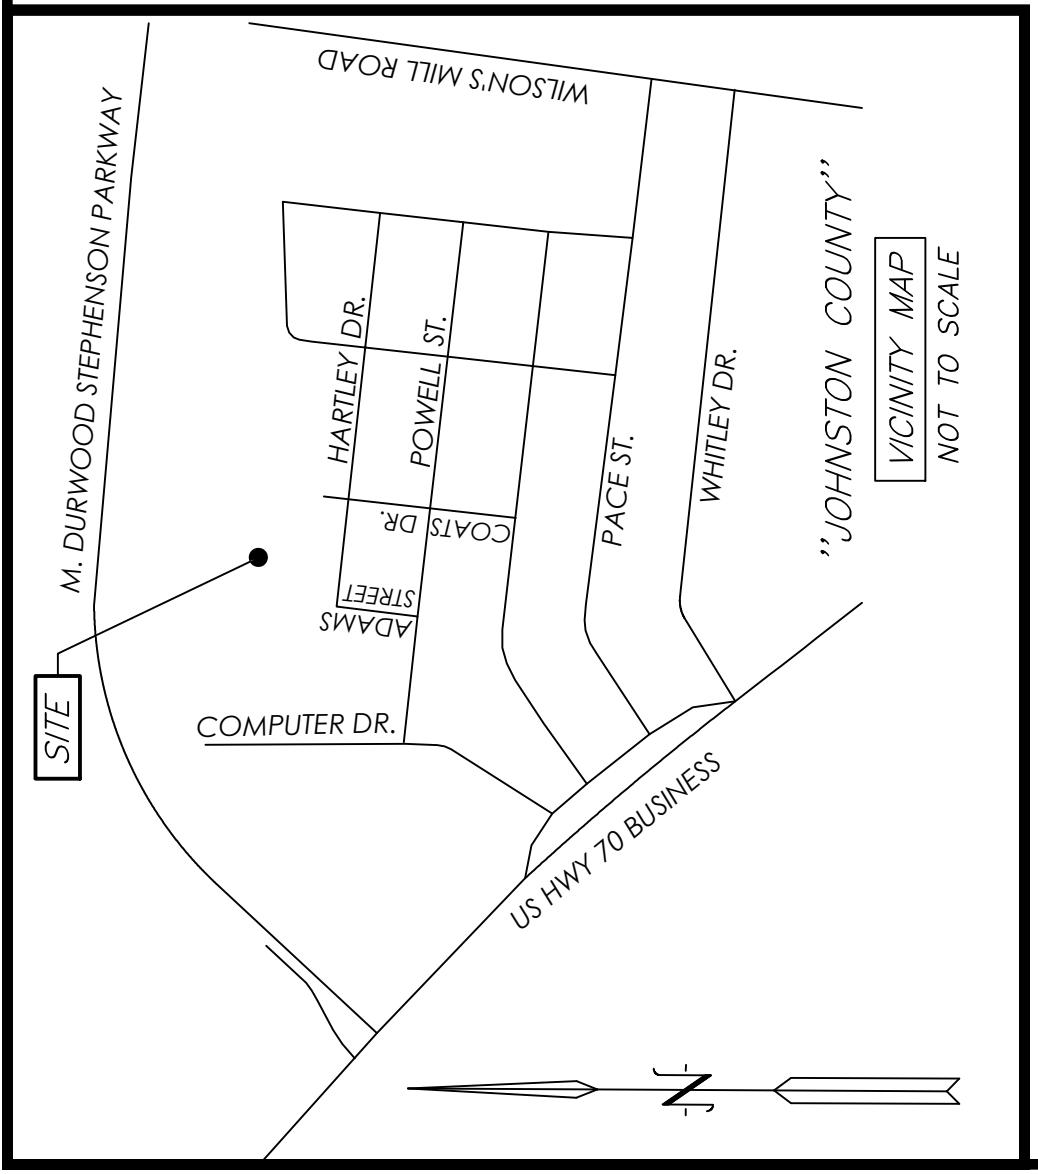 WILSON'S MILL ROAD
M. DURWOOD STEPHENSON PARKWAY
HARTLEY DR.
POWELL ST.
COATS DR.
ADAMS
STREET
PACE ST.
WHITLEY DR.
COMPUTER DR.
US HWY 70 BUSINESS
SITE
"JOHNSTON COUNTY"
VICINITY MAP
NOT TO SCALE
N